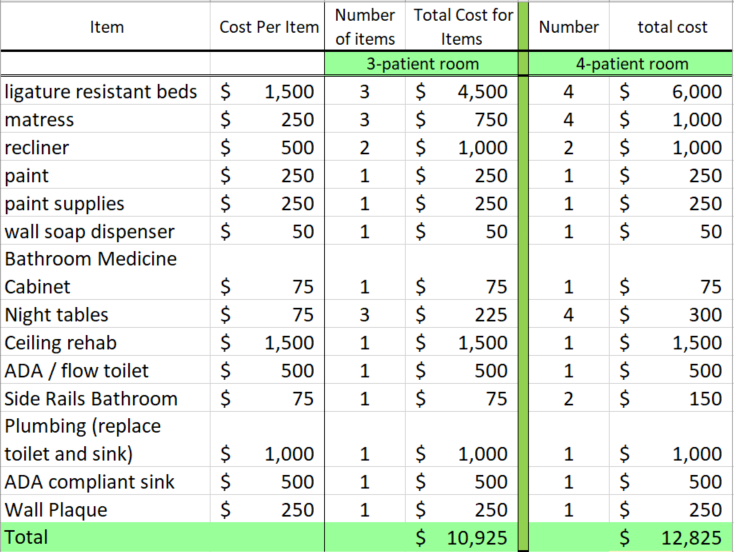 Item Cost Per Item Number of items Total Cost for Items Number total cost
3-patient room 4-patient room
ligature resistant beds $ 1,500 3 $ 4,500 4 $ 6,000
matress $ 250 3 $ 750 4 $ 1,000
recliner $ 500 2 $ 1,000 2 $ 1,000
paint $ 250 1 $ 250 1 $ 250
paint supplies $ 250 1 $ 250 1 $ 250
wall soap dispenser $ 50 1 $ 50 1 $ 50
Bathroom Medicine
Cabinet $ 75 1 $ 75 1 $ 75
Night tables $ 75 3 $ 225 4 $ 300
Ceiling rehab $ 1,500 1 $ 1,500 1 $ 1,500
ADA / flow toilet $ 500 1 $ 500 1 $ 500
Side Rails Bathroom $ 75 1 $ 75 2 $ 150
Plumbing (replace
toilet and sink) $ 1,000 1 $ 1,000 1 $ 1,000
ADA compliant sink $ 500 1 $ 500 1 $ 500
Wall Plaque $ 250 1 $ 250 1 $ 250
Total $ 10,925 $ 12,825